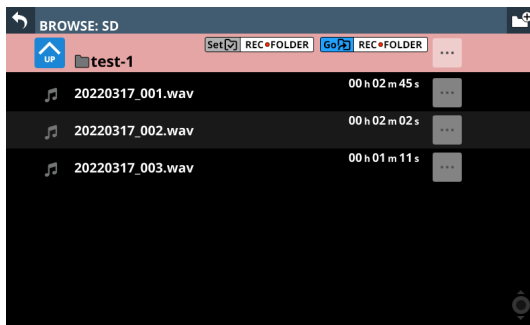 BROWSE: SD
Set REC●FOLDER Go REC●FOLDER ...
UP test-1
20220317_001.wav 00 h 02 m 45 s ...
20220317_002.wav 00 h 02 m 02 s ...
20220317_003.wav 00 h 01 m 11 s ...